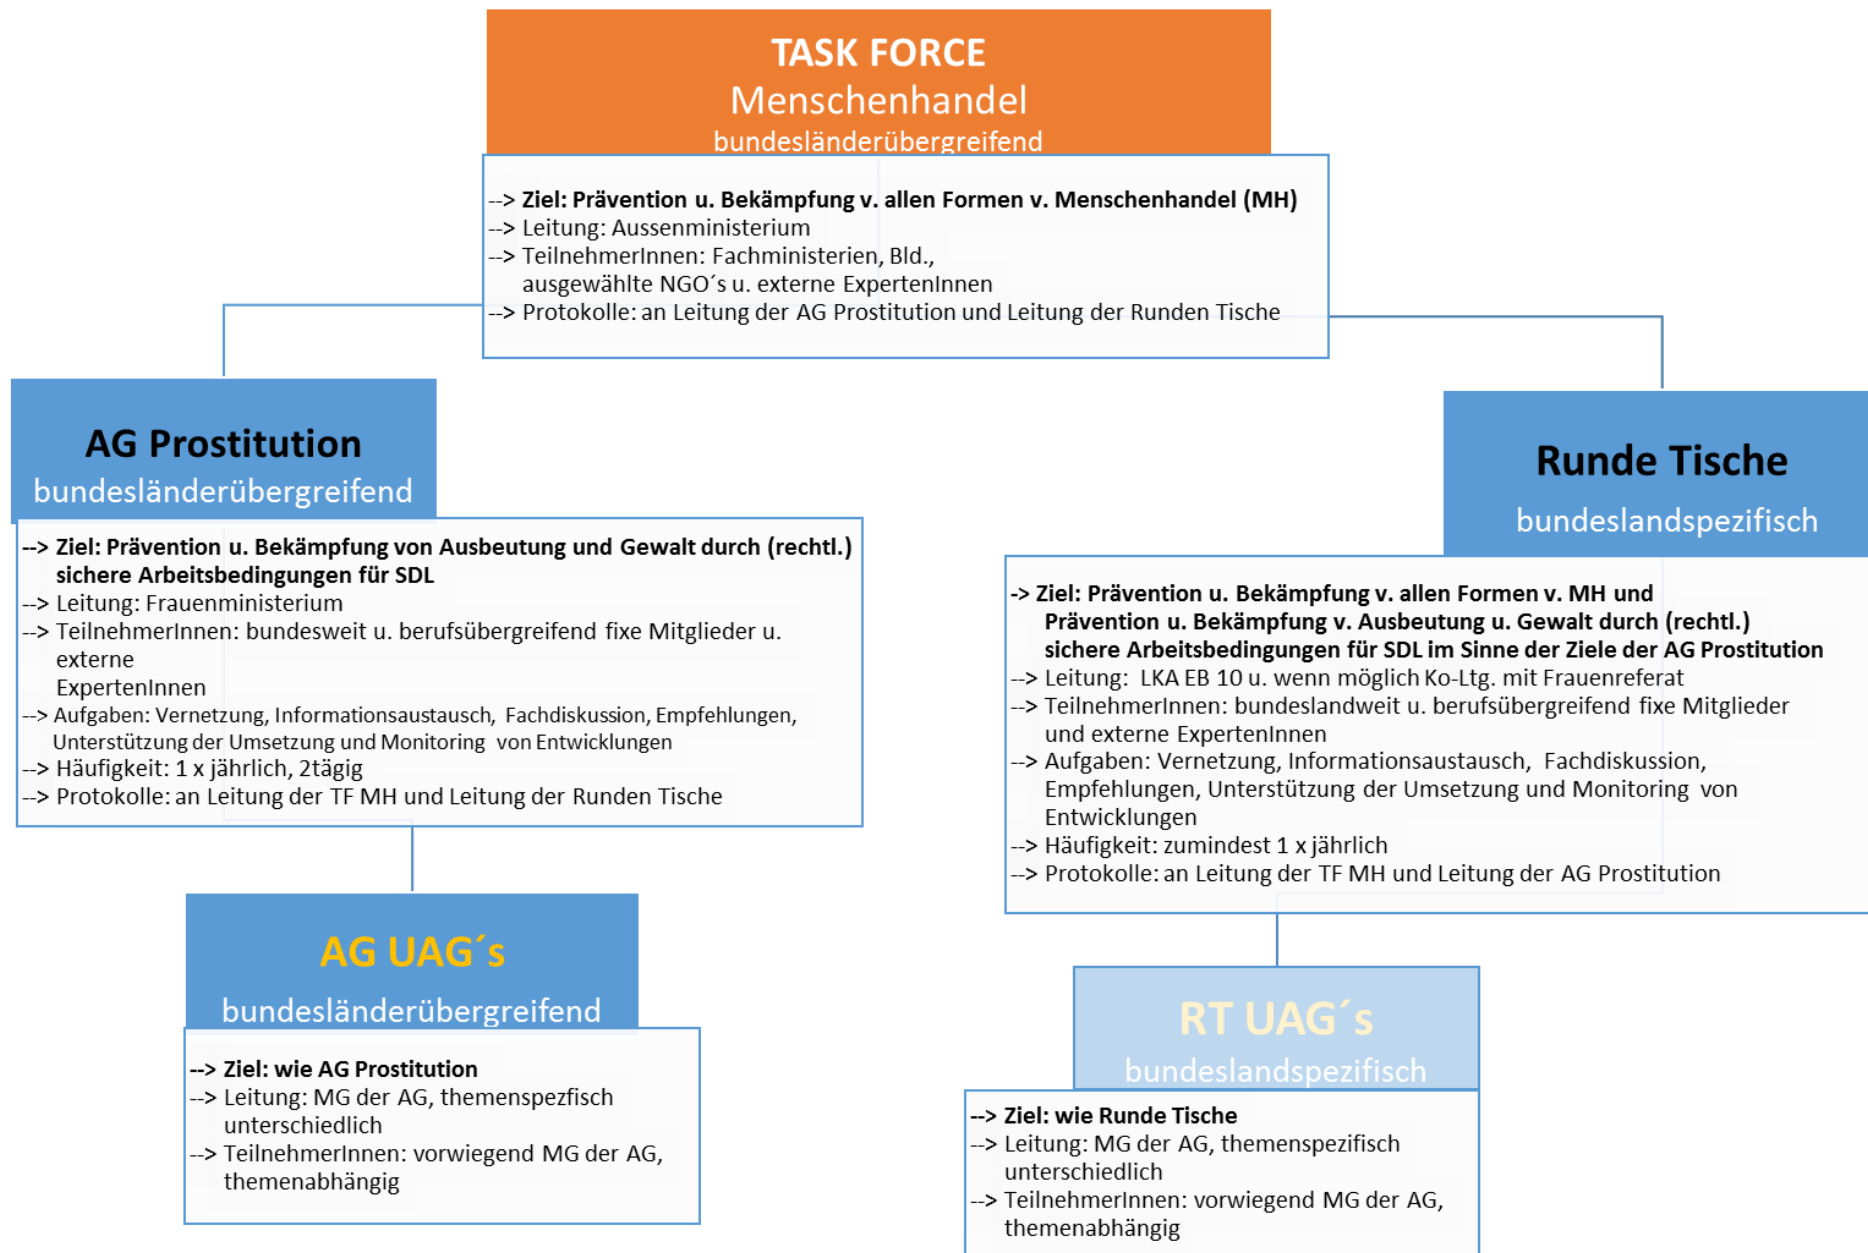 TASK FORCE
Menschenhandel
bundesländerübergreifend
--> Ziel: Prävention u. Bekämpfung v. allen Formen v. Menschenhandel (MH)
--> Leitung: Aussenministerium
--> TeilnehmerInnen: Fachministerien, Bld.,
ausgewählte NGO´s u. externe ExpertenInnen
--> Protokolle: an Leitung der AG Prostitution und Leitung der Runden Tische
AG Prostitution
bundesländerübergreifend
--> Ziel: Prävention u. Bekämpfung von Ausbeutung und Gewalt durch (rechtl.)
sichere Arbeitsbedingungen für SDL
--> Leitung: Frauenministerium
--> TeilnehmerInnen: bundesweit u. berufsübergreifend fixe Mitglieder u.
externe
ExpertenInnen
--> Aufgaben: Vernetzung, Informationsaustausch, Fachdiskussion, Empfehlungen,
Unterstützung der Umsetzung und Monitoring von Entwicklungen
--> Häufigkeit: 1 x jährlich, 2tägig
--> Protokolle: an Leitung der TF MH und Leitung der Runden Tische
Runde Tische
bundeslandspezifisch
-> Ziel: Prävention u. Bekämpfung v. allen Formen v. MH und
Prävention u. Bekämpfung v. Ausbeutung u. Gewalt durch (rechtl.)
sichere Arbeitsbedingungen für SDL im Sinne der Ziele der AG Prostitution
--> Leitung: LKA EB 10 u. wenn möglich Ko-Ltg. mit Frauenreferat
--> TeilnehmerInnen: bundeslandweit u. berufsübergreifend fixe Mitglieder
und externe ExpertenInnen
--> Aufgaben: Vernetzung, Informationsaustausch, Fachdiskussion,
Empfehlungen, Unterstützung der Umsetzung und Monitoring von
Entwicklungen
--> Häufigkeit: zumindest 1 x jährlich
--> Protokolle: an Leitung der TF MH und Leitung der AG Prostitution
AG UAG´s
bundesländerübergreifend
--> Ziel: wie AG Prostitution
--> Leitung: MG der AG, themenspezfisch
unterschiedlich
--> TeilnehmerInnen: vorwiegend MG der AG,
themenabhängig
RT UAG´s
bundeslandspezifisch
--> Ziel: wie Runde Tische
--> Leitung: MG der AG, themenspezifisch
unterschiedlich
--> TeilnehmerInnen: vorwiegend MG der AG,
themenabhängig